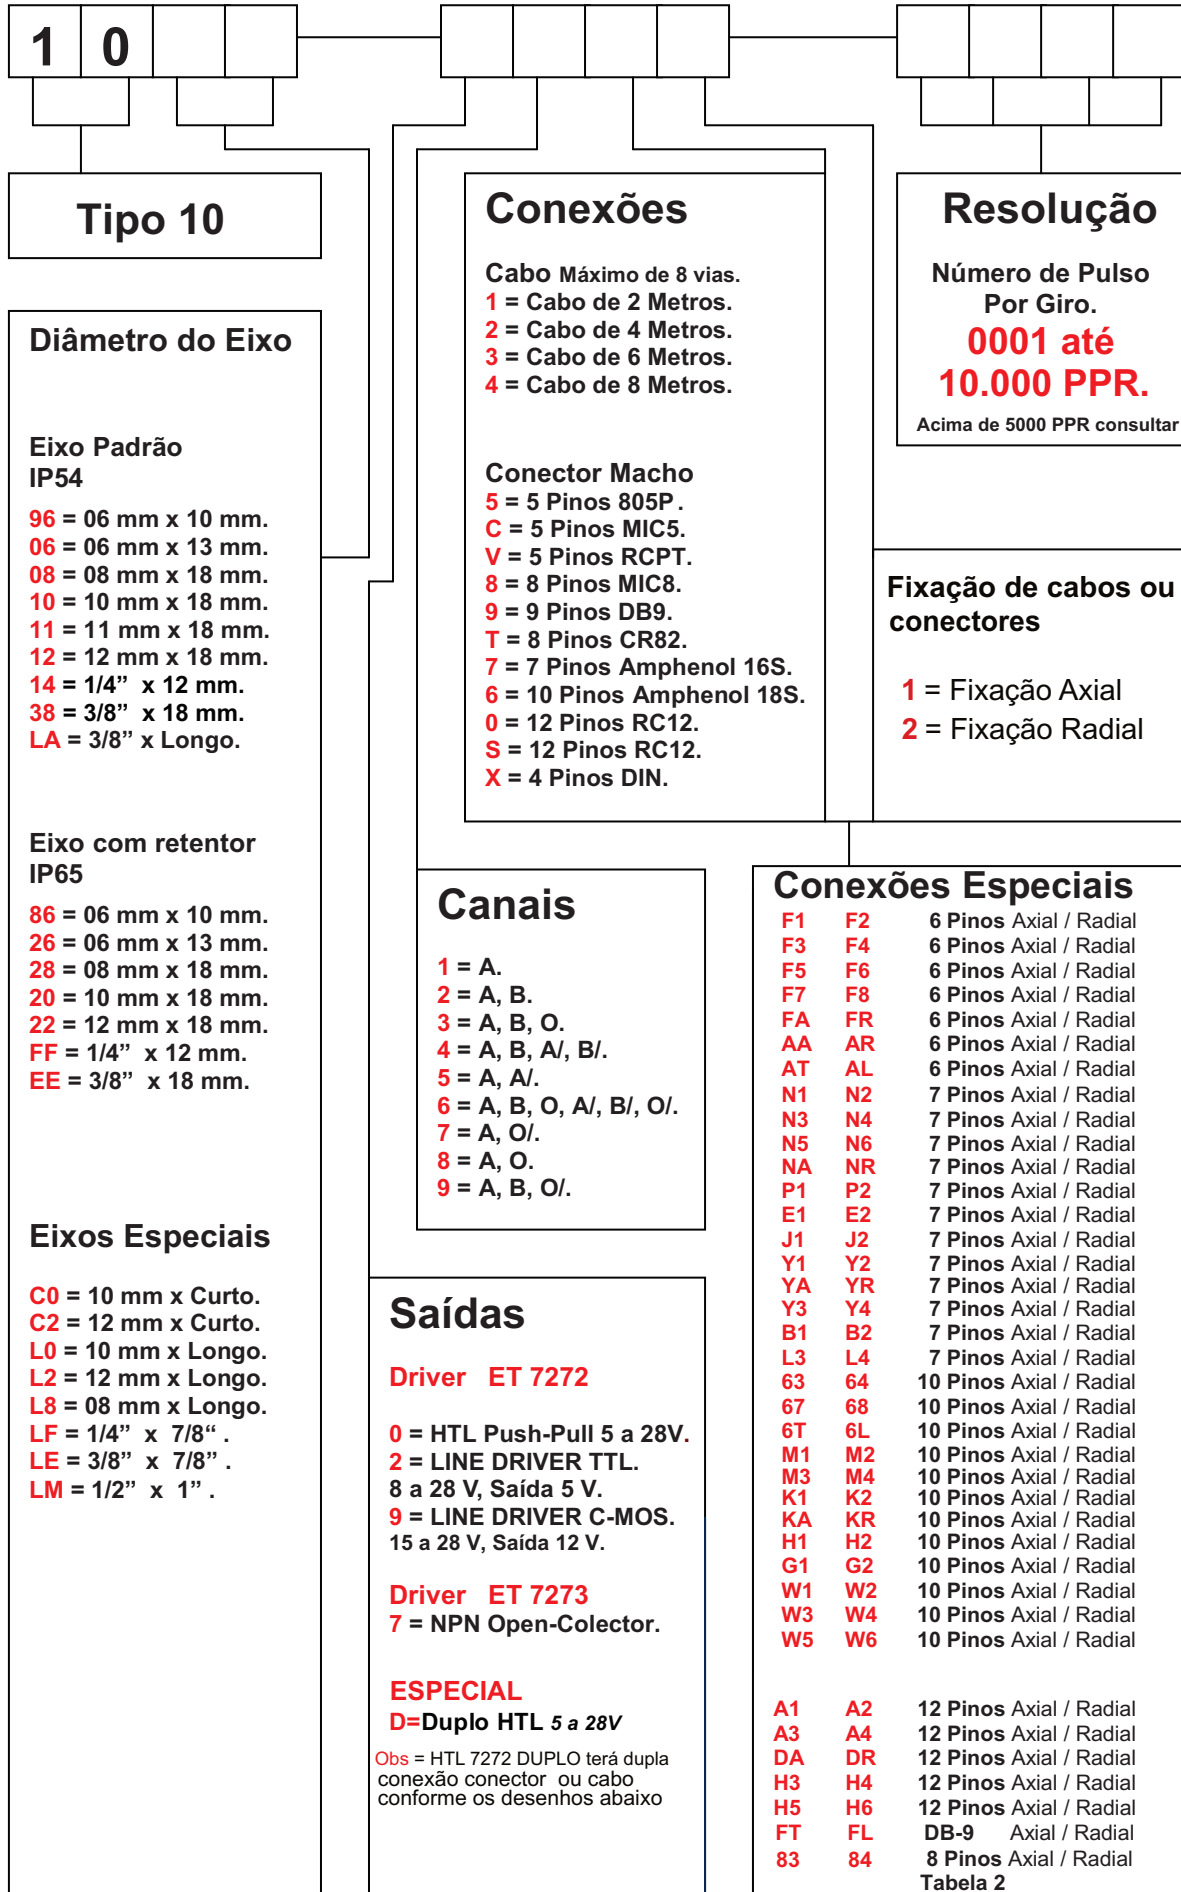 1 0
Tipo 10
Diâmetro do Eixo
Eixo Padrão
IP54
96 = 06 mm x 10 mm.
06 = 06 mm x 13 mm.
08 = 08 mm x 18 mm.
10 = 10 mm x 18 mm.
11 = 11 mm x 18 mm.
12 = 12 mm x 18 mm.
14 = 1/4” x 12 mm.
38 = 3/8” x 18 mm.
LA = 3/8” x Longo.
Eixo com retentor
IP65
86 = 06 mm x 10 mm.
26 = 06 mm x 13 mm.
28 = 08 mm x 18 mm.
20 = 10 mm x 18 mm.
22 = 12 mm x 18 mm.
FF = 1/4” x 12 mm.
EE = 3/8” x 18 mm.
Eixos Especiais
C0 = 10 mm x Curto.
C2 = 12 mm x Curto.
L0 = 10 mm x Longo.
L2 = 12 mm x Longo.
L8 = 08 mm x Longo.
LF = 1/4” x 7/8“ .
LE = 3/8” x 7/8” .
LM = 1/2” x 1” .
Conexões
Cabo Máximo de 8 vias.
1 = Cabo de 2 Metros.
2 = Cabo de 4 Metros.
3 = Cabo de 6 Metros.
4 = Cabo de 8 Metros.
Conector Macho
5 = 5 Pinos 805P.
C = 5 Pinos MIC5.
V = 5 Pinos RCPT.
8 = 8 Pinos MIC8.
9 = 9 Pinos DB9.
T = 8 Pinos CR82.
7 = 7 Pinos Amphenol 16S.
6 = 10 Pinos Amphenol 18S.
0 = 12 Pinos RC12.
S = 12 Pinos RC12.
X = 4 Pinos DIN.
Canais
1 = A.
2 = A, B.
3 = A, B, O.
4 = A, B, A/, B/.
5 = A, A/.
6 = A, B, O, A/, B/, O/.
7 = A, O/.
8 = A, O.
9 = A, B, O/.
Saídas
Driver ET 7272
0 = HTL Push-Pull 5 a 28V.
2 = LINE DRIVER TTL.
8 a 28 V, Saída 5 V.
9 = LINE DRIVER C-MOS.
15 a 28 V, Saída 12 V.
Driver ET 7273
7 = NPN Open-Colector.
ESPECIAL
D=Duplo HTL 5 a 28V
Obs = HTL 7272 DUPLO terá dupla
conexão conector ou cabo
conforme os desenhos abaixo
Resolução
Número de Pulso
Por Giro.
0001 até
10.000 PPR.
Acima de 5000 PPR consultar
Fixação de cabos ou
conectores
1 = Fixação Axial
2 = Fixação Radial
Conexões Especiais
F1 F2 6 Pinos Axial / Radial
F3 F4 6 Pinos Axial / Radial
F5 F6 6 Pinos Axial / Radial
F7 F8 6 Pinos Axial / Radial
FA FR 6 Pinos Axial / Radial
AA AR 6 Pinos Axial / Radial
AT AL 6 Pinos Axial / Radial
N1 N2 7 Pinos Axial / Radial
N3 N4 7 Pinos Axial / Radial
N5 N6 7 Pinos Axial / Radial
NA NR 7 Pinos Axial / Radial
P1 P2 7 Pinos Axial / Radial
E1 E2 7 Pinos Axial / Radial
J1 J2 7 Pinos Axial / Radial
Y1 Y2 7 Pinos Axial / Radial
YA YR 7 Pinos Axial / Radial
Y3 Y4 7 Pinos Axial / Radial
B1 B2 7 Pinos Axial / Radial
L3 L4 7 Pinos Axial / Radial
63 64 10 Pinos Axial / Radial
67 68 10 Pinos Axial / Radial
6T 6L 10 Pinos Axial / Radial
M1 M2 10 Pinos Axial / Radial
M3 M4 10 Pinos Axial / Radial
K1 K2 10 Pinos Axial / Radial
KA KR 10 Pinos Axial / Radial
H1 H2 10 Pinos Axial / Radial
G1 G2 10 Pinos Axial / Radial
W1 W2 10 Pinos Axial / Radial
W3 W4 10 Pinos Axial / Radial
W5 W6 10 Pinos Axial / Radial
A1 A2 12 Pinos Axial / Radial
A3 A4 12 Pinos Axial / Radial
DA DR 12 Pinos Axial / Radial
H3 H4 12 Pinos Axial / Radial
H5 H6 12 Pinos Axial / Radial
FT FL DB-9 Axial / Radial
83 84 8 Pinos Axial / Radial
Tabela 2